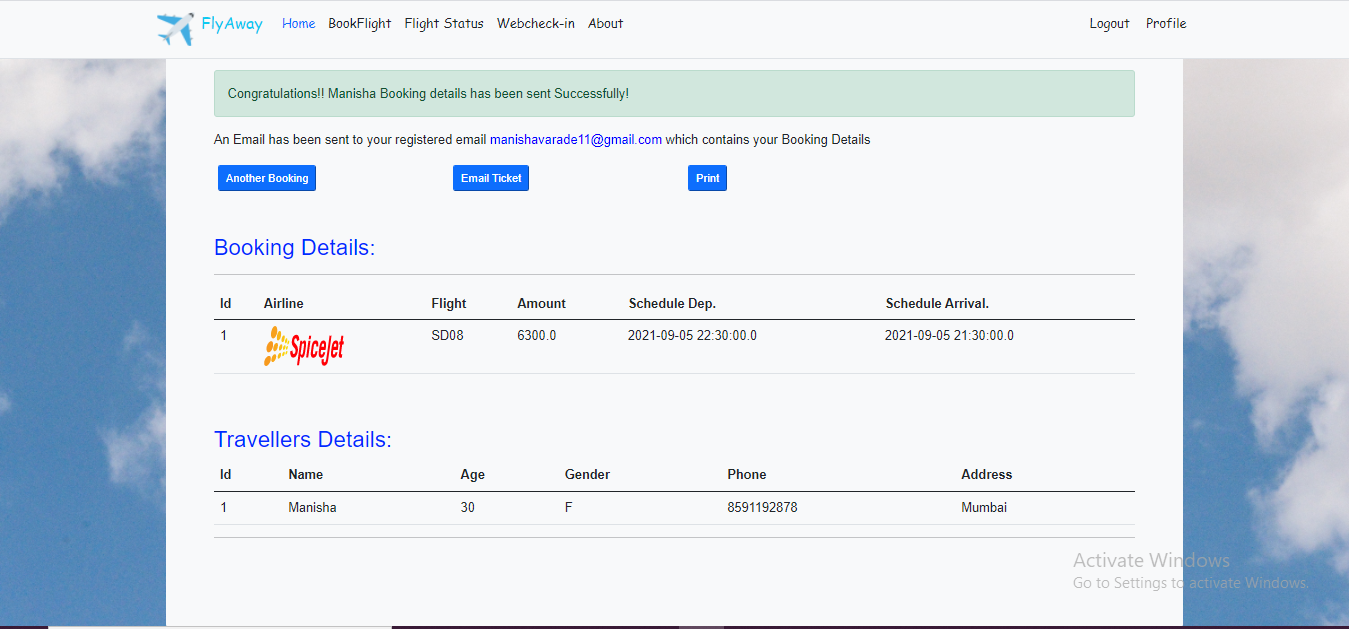 FlyAway Home BookFlight Flight Status Webcheck-in About Logout Profile
Congratulations!! Manisha Booking details has been sent Successfully!
An Email has been sent to your registered email manishavarade11@gmail.com which contains your Booking Details
Another Booking Email Ticket Print
Booking Details:
Id Airline Flight Amount Schedule Dep. Schedule Arrival.
1 SpiceJet SD08 6300.0 2021-09-05 22:30:00.0 2021-09-05 21:30:00.0
Travellers Details:
Id Name Age Gender Phone Address
1 Manisha 30 F 8591192878 Mumbai
Activate Windows
Go to Settings to activate Windows.